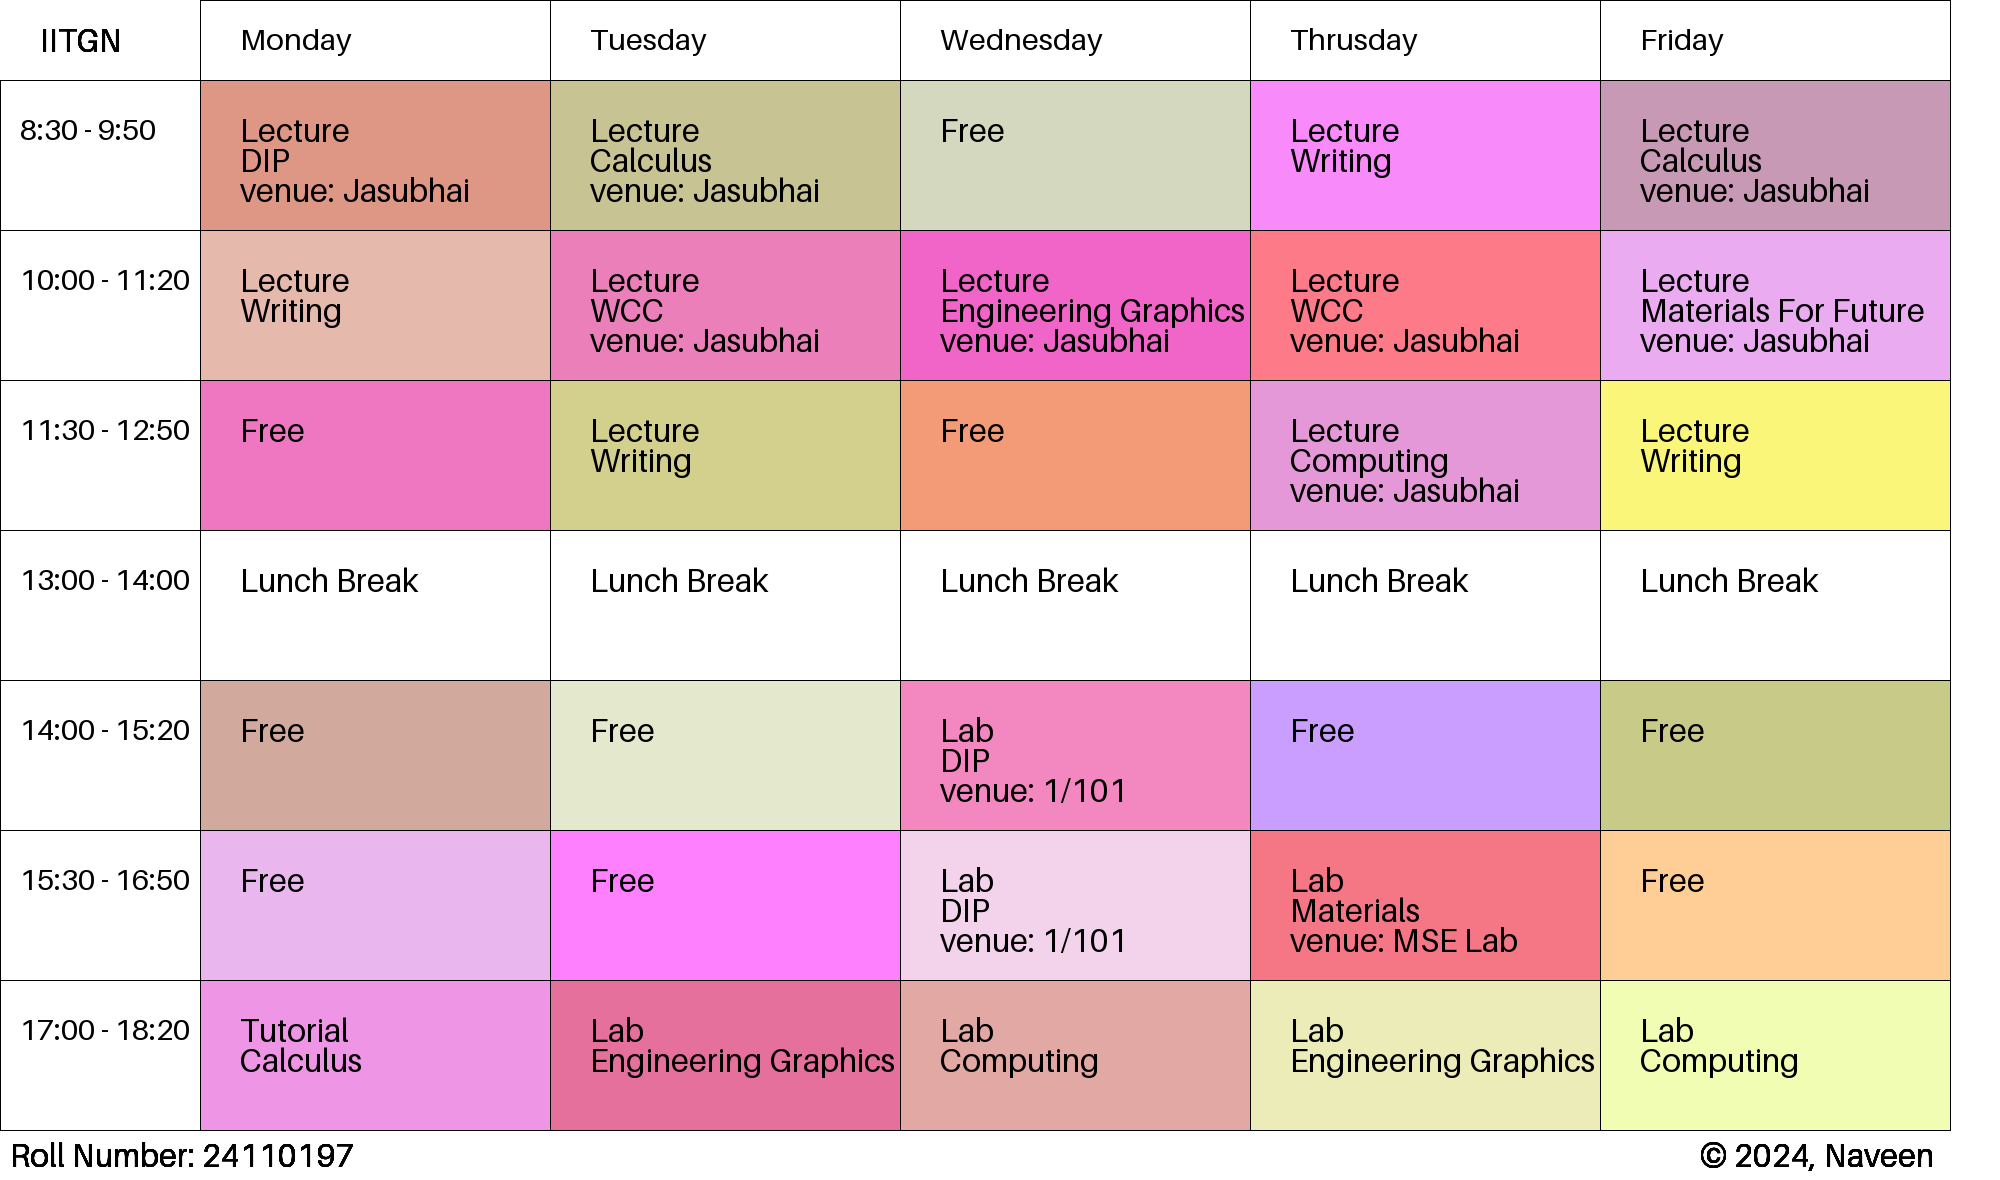 IITGN
Monday
Tuesday
Wednesday
Thrusday
Friday
8:30 - 9:50
Lecture
DIP
venue: Jasubhai
Lecture
Calculus
venue: Jasubhai
Free
Lecture
Writing
Lecture
Calculus
venue: Jasubhai
10:00 - 11:20
Lecture
Writing
Lecture
WCC
venue: Jasubhai
Lecture
Engineering Graphics
venue: Jasubhai
Lecture
WCC
venue: Jasubhai
Lecture
Materials For Future
venue: Jasubhai
11:30 - 12:50
Free
Lecture
Writing
Free
Lecture
Computing
venue: Jasubhai
Lecture
Writing
13:00 - 14:00
Lunch Break
Lunch Break
Lunch Break
Lunch Break
Lunch Break
14:00 - 15:20
Free
Free
Lab
DIP
venue: 1/101
Free
Free
15:30 - 16:50
Free
Free
Lab
DIP
venue: 1/101
Lab
Materials
venue: MSE Lab
Free
17:00 - 18:20
Tutorial
Calculus
Lab
Engineering Graphics
Lab
Computing
Lab
Engineering Graphics
Lab
Computing
Roll Number: 24110197
© 2024, Naveen